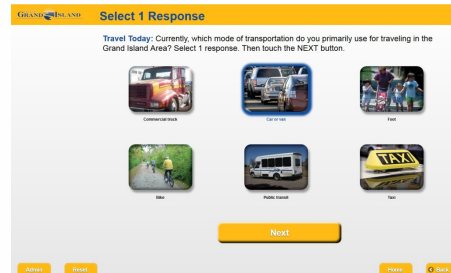 GRAND ISLAND
Select 1 Response
Travel Today: Currently, which mode of transportation do you primarily use for traveling in the
Grand Island Area? Select 1 response. Then touch the NEXT button.
Commercial truck
Car or van
Foot
Bike
Public transit
TAXI
Taxi
Next
Admin
Reset
Home
Back